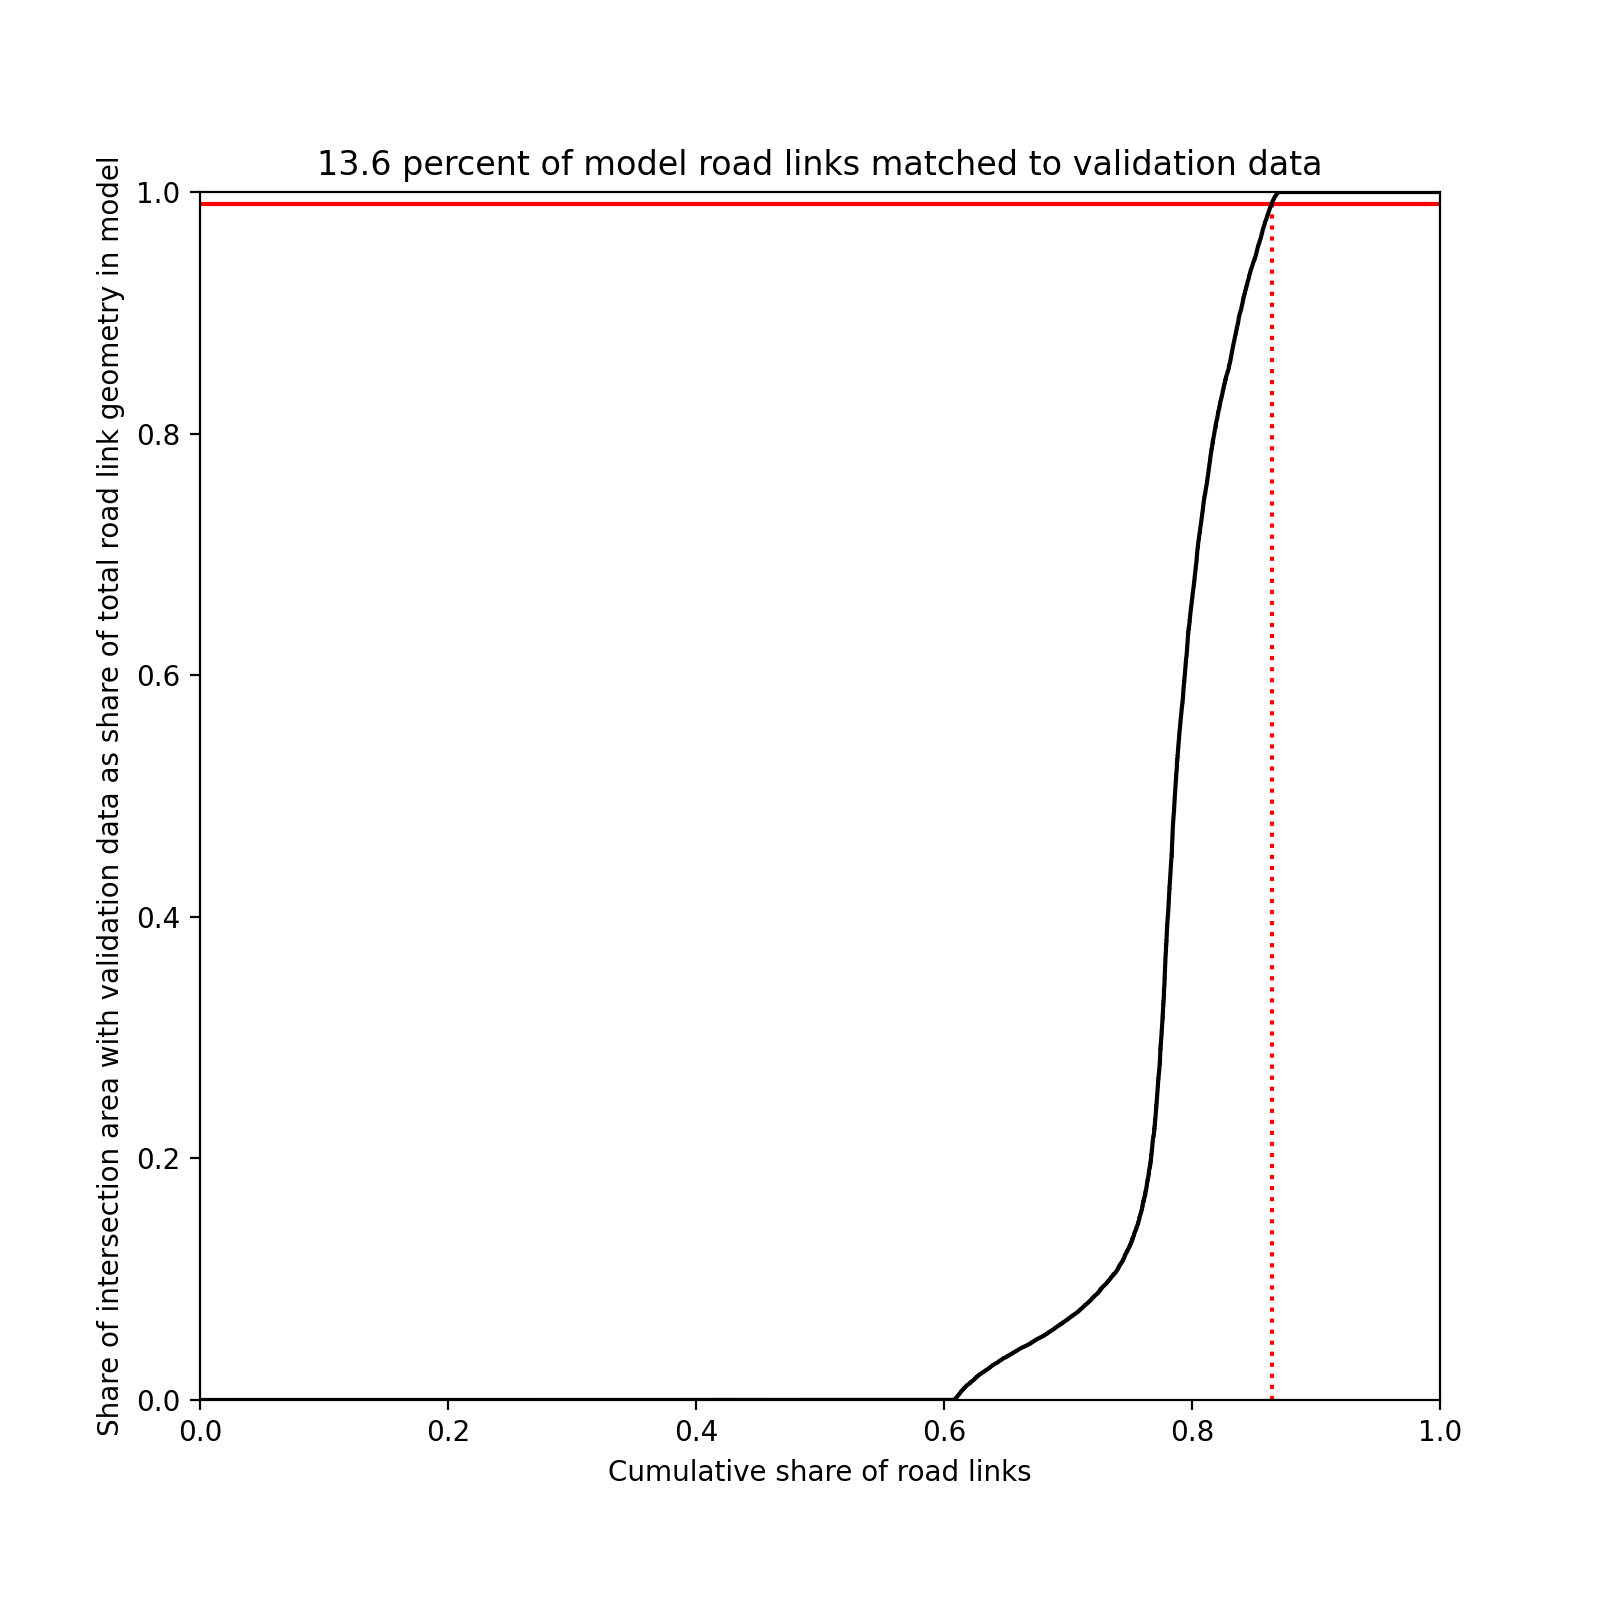 13.6 percent of model road links matched to validation data
Share of intersection area with validation data as share of total road link geometry in model
1.0
0.8
0.6
0.4
0.2
0.0
0.0 0.2 0.4 0.6 0.8 1.0
Cumulative share of road links